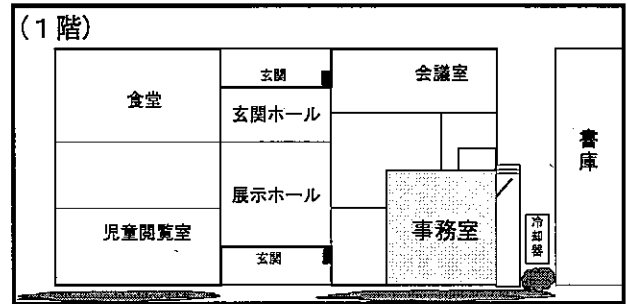 （1階）
食堂
玄関
玄関ホール
展示ホール
児童閲覧室
玄関
会議室
事務室
冷却器
書庫